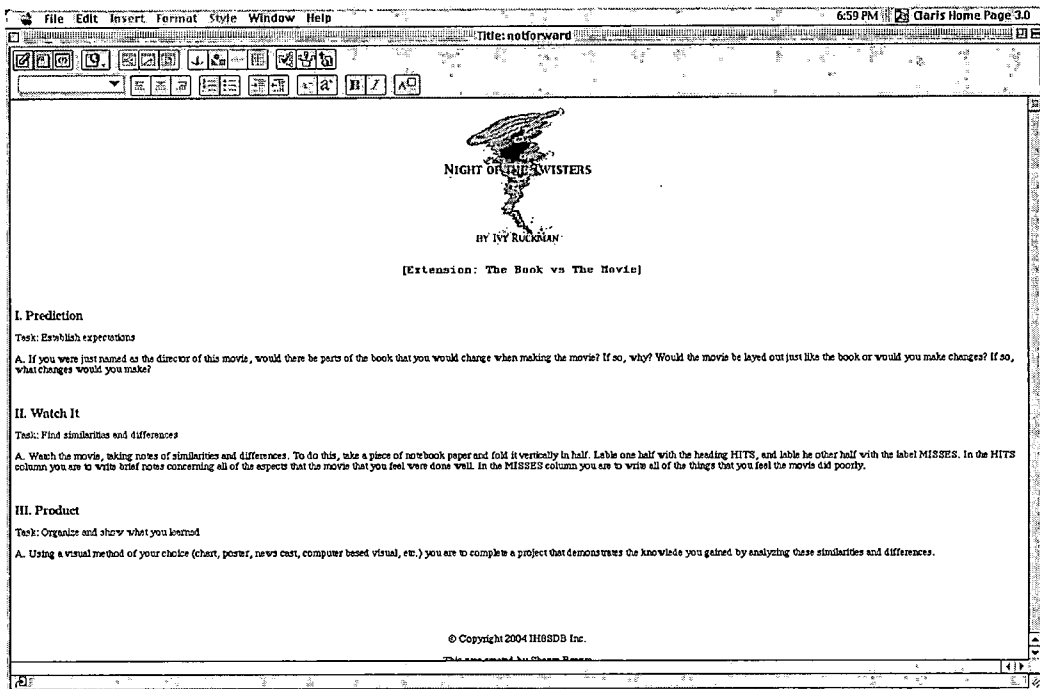 File Edit Insert Format Style Window Help 6:59 PM Claris Home Page 3.0
Title: notforward
NIGHT OF THE TWISTERS
BY IVY RUCKMAN
[Extension: The Book vs The Movie]
I. Prediction
Task: Establish expectations
A. If you were just named as the director of this movie, would there be parts of the book that you would change when making the movie? If so, why? Would the movie be layed out just like the book or would you make changes? If so,
what changes would you make?
II. Watch It
Task: Find similarities and differences
A. Watch the movie, taking notes of similarities and differences. To do this, take a piece of notebook paper and fold it vertically in half. Lable one half with the heading HITS, and lable he other half with the label MISSES. In the HITS
column you are to write brief notes concerning all of the aspects that the movie that you feel were done well. In the MISSES column you are to write all of the things that you feel the movie did poorly.
III. Product
Task: Organize and show what you learned
A. Using a visual method of your choice (chart, poster, news cast, computer based visual, etc.) you are to complete a project that demonstrates the knowlede you gained by analyzing these similarities and differences.
© Copyright 2004 IH8SDB Inc.